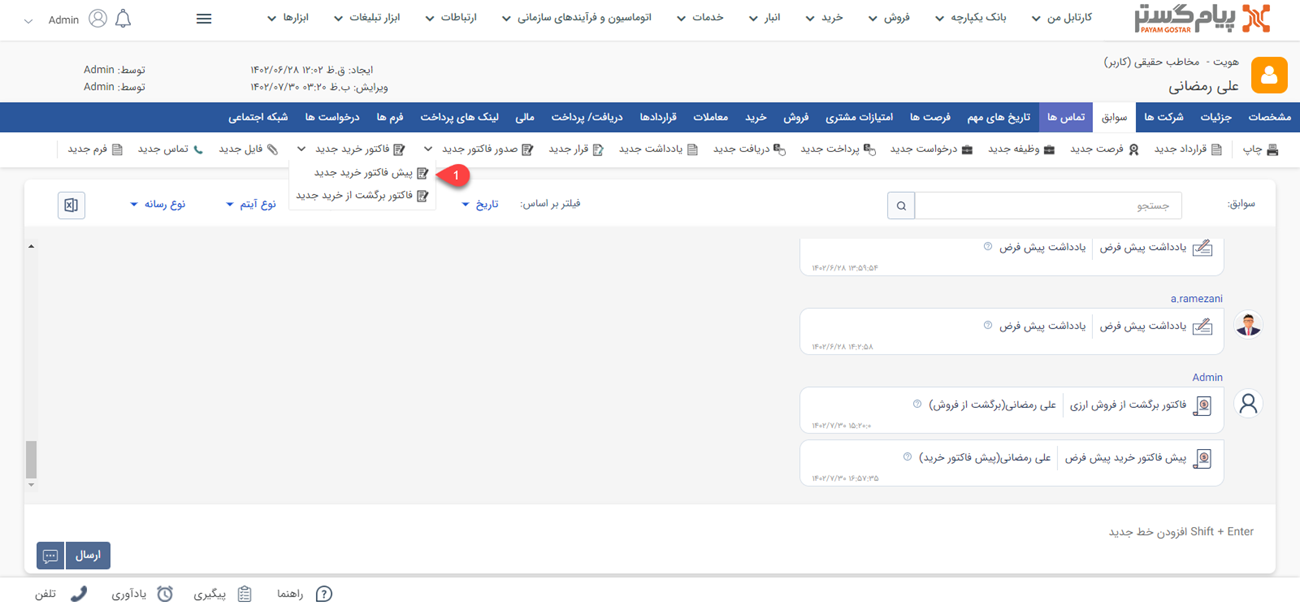 پیام گستر
PAYAM GOSTAR
کارتابل من
بانک یکپارچه
فروش
خرید
انبار
خدمات
ارتباطات
اتوماسیون و فرآیندهای سازمانی
ابزار تبلیغات
ابزارها
Admin
هویت - مخاطب حقیقی (کاربر)
علی رمضانی
ایجاد: ق.ظ ۱۲:۰۲ ۱۴۰۲/۰۶/۲۸
توسط: Admin
ویرایش: ب.ظ ۰۳:۲۰ ۱۴۰۲/۰۷/۳۰
توسط: Admin
مشخصات
جزئیات
شرکت ها
سوابق
تماس ها
تاریخ های مهم
فرصت ها
امتیازات مشتری
فروش
خرید
معاملات
قراردادها
دریافت/ پرداخت
مالی
لینک های پرداخت
فرم ها
درخواست ها
شبکه اجتماعی
چاپ
قرارداد جدید
فرصت جدید
وظیفه جدید
درخواست جدید
پرداخت جدید
دریافت جدید
یادداشت جدید
قرار جدید
صدور فاکتور جدید
فاکتور خرید جدید
فایل جدید
تماس جدید
فرم جدید
پیش فاکتور خرید جدید
1
فاکتور برگشت از خرید جدید
سوابق:
جستجو
فیلتر بر اساس:
تاریخ
نوع آیتم
نوع رسانه
یادداشت پیش فرض
یادداشت پیش فرض
۱۴۰۲/۶/۲۸ ۱۳:۵۹:۵۴
a.ramezani
یادداشت پیش فرض
یادداشت پیش فرض
۱۴۰۲/۶/۲۸ ۱۴:۲:۵۸
Admin
فاکتور برگشت از فروش ارزی
علی رمضانی(برگشت از فروش)
۱۴۰۲/۷/۳۰ ۱۵:۲۰:۰
پیش فاکتور خرید پیش فرض
علی رمضانی(پیش فاکتور خرید)
۱۴۰۲/۷/۳۰ ۱۶:۵۷:۳۵
Shift + Enter افزودن خط جدید
ارسال
راهنما
پیگیری
یادآوری
تلفن